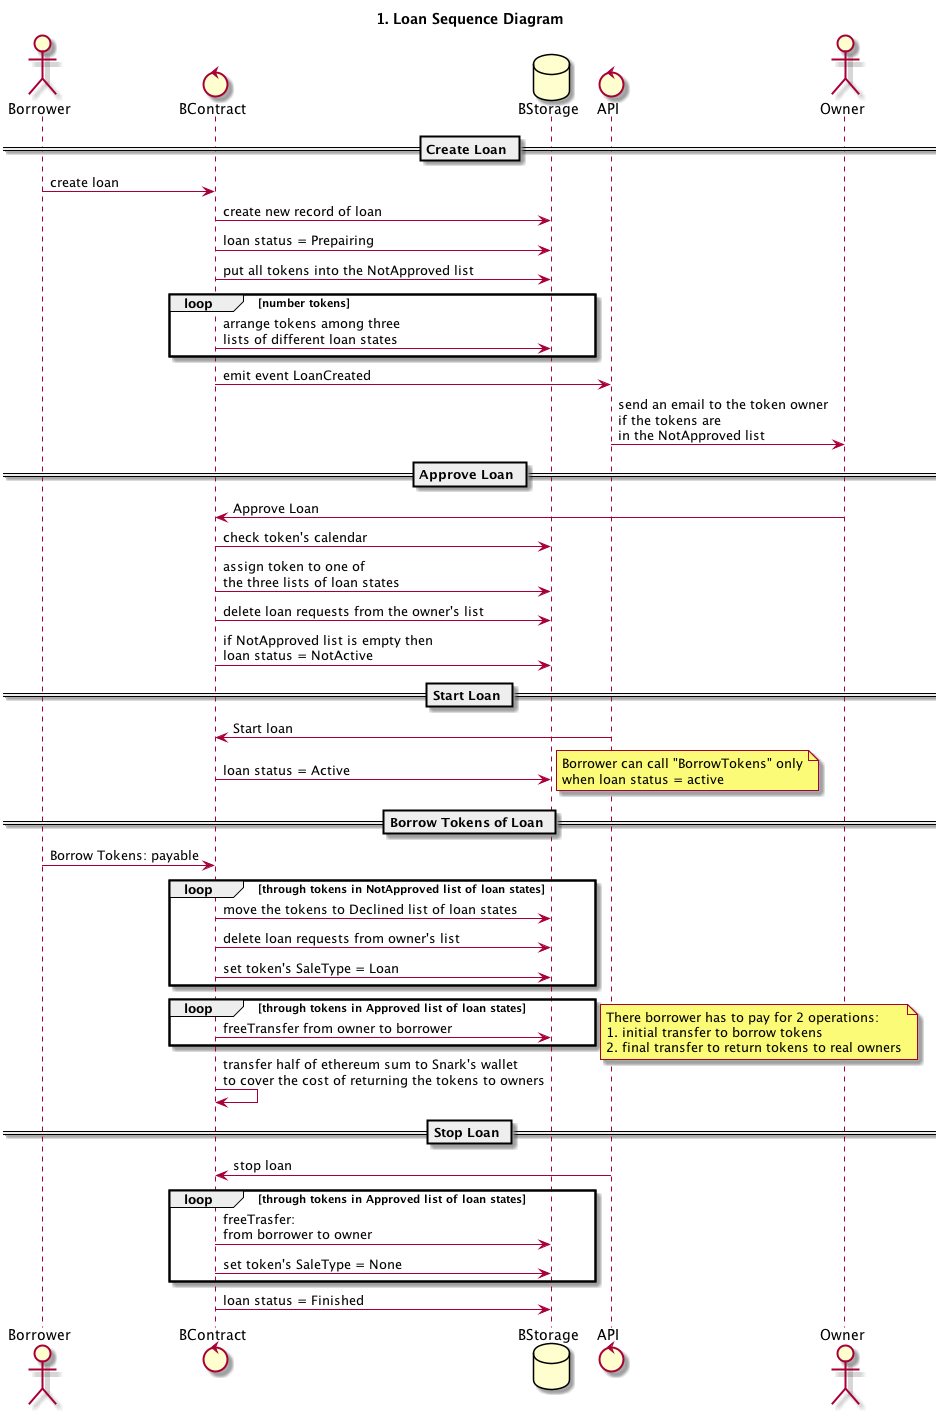 1. Loan Sequence Diagram
Borrower
BContract
BStorage
API
Owner
Create Loan
create loan
create new record of loan
loan status = Prepairing
put all tokens into the NotApproved list
loop
[number tokens]
arrange tokens among three
lists of different loan states
emit event LoanCreated
send an email to the token owner
if the tokens are
in the NotApproved list
Approve Loan
Approve Loan
check token's calendar
assign token to one of
the three lists of loan states
delete loan requests from the owner's list
if NotApproved list is empty then
loan status = NotActive
Start Loan
Start loan
loan status = Active
Borrower can call "BorrowTokens" only
when loan status = active
Borrow Tokens of Loan
Borrow Tokens: payable
loop
[through tokens in NotApproved list of loan states]
move the tokens to Declined list of loan states
delete loan requests from owner's list
set token's SaleType = Loan
loop
[through tokens in Approved list of loan states]
freeTransfer from owner to borrower
There borrower has to pay for 2 operations:
1. initial transfer to borrow tokens
2. final transfer to return tokens to real owners
transfer half of ethereum sum to Snark's wallet
to cover the cost of returning the tokens to owners
Stop Loan
stop loan
loop
[through tokens in Approved list of loan states]
freeTrasfer:
from borrower to owner
set token's SaleType = None
loan status = Finished
Borrower
BContract
BStorage
API
Owner